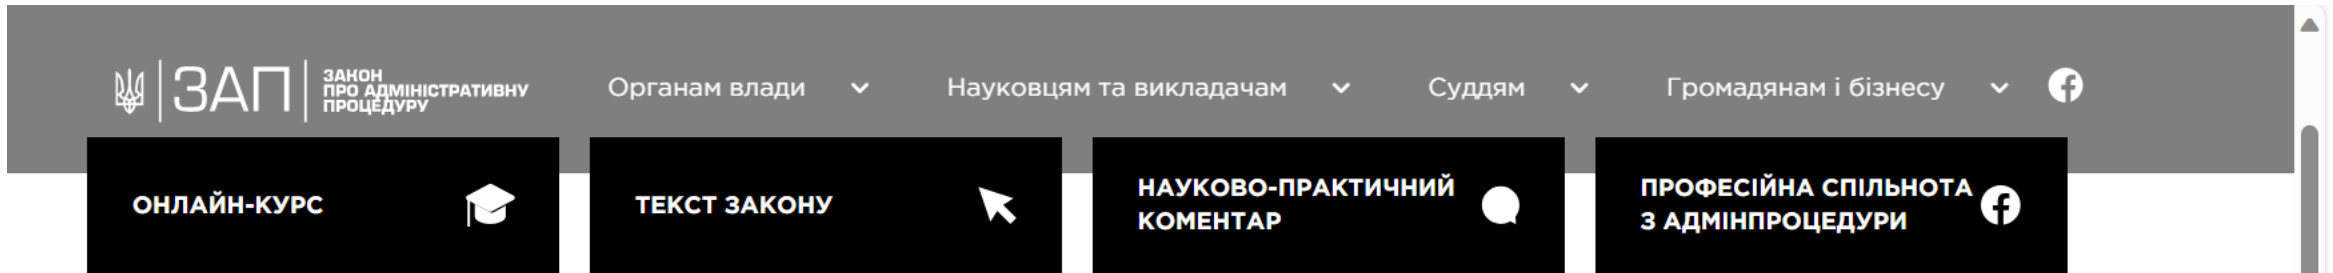 ЗАП
ЗАКОН
ПРО АДМІНІСТРАТИВНУ
ПРОЦЕДУРУ
Органам влади
Науковцям та викладачам
Суддям
Громадянам і бізнесу
ОНЛАЙН-КУРС
ТЕКСТ ЗАКОНУ
НАУКОВО-ПРАКТИЧНИЙ
КОМЕНТАР
ПРОФЕСІЙНА СПІЛЬНОТА
З АДМІНПРОЦЕДУРИ